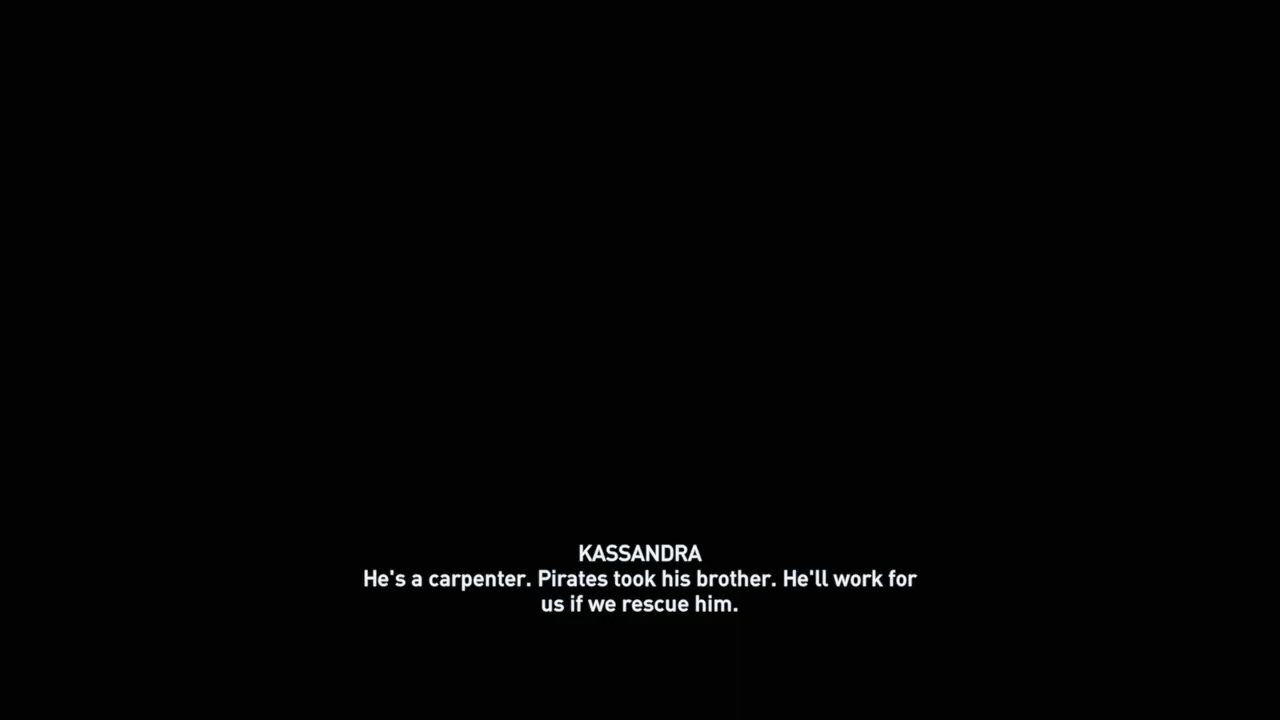 KASSANDRA
He's a carpenter. Pirates took his brother. He'll work for
us if we rescue him.